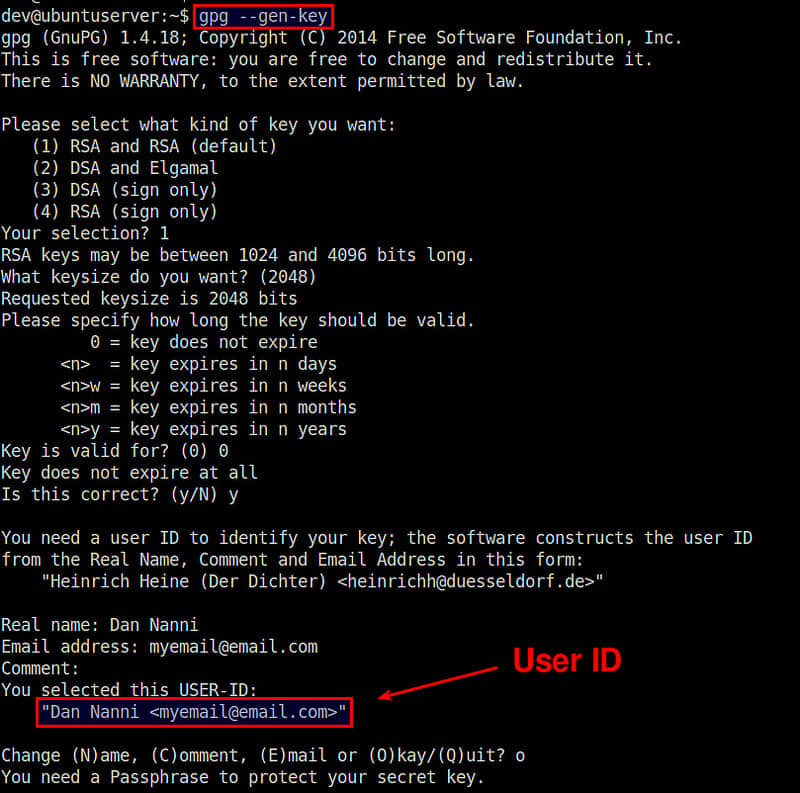 dev@ubuntuserver:~$ gpg --gen-key
gpg (GnuPG) 1.4.18; Copyright (C) 2014 Free Software Foundation, Inc.
This is free software: you are free to change and redistribute it.
There is NO WARRANTY, to the extent permitted by law.

Please select what kind of key you want:
   (1) RSA and RSA (default)
   (2) DSA and Elgamal
   (3) DSA (sign only)
   (4) RSA (sign only)
Your selection? 1
RSA keys may be between 1024 and 4096 bits long.
What keysize do you want? (2048)
Requested keysize is 2048 bits
Please specify how long the key should be valid.
         0 = key does not expire
      <n>  = key expires in n days
      <n>w = key expires in n weeks
      <n>m = key expires in n months
      <n>y = key expires in n years
Key is valid for? (0) 0
Key does not expire at all
Is this correct? (y/N) y

You need a user ID to identify your key; the software constructs the user ID
from the Real Name, Comment and Email Address in this form:
    "Heinrich Heine (Der Dichter) <heinrichh@duesseldorf.de>"

Real name: Dan Nanni
Email address: myemail@email.com
Comment:
User ID
You selected this USER-ID:
    "Dan Nanni <myemail@email.com>"

Change (N)ame, (C)omment, (E)mail or (O)kay/(Q)uit? o
You need a Passphrase to protect your secret key.